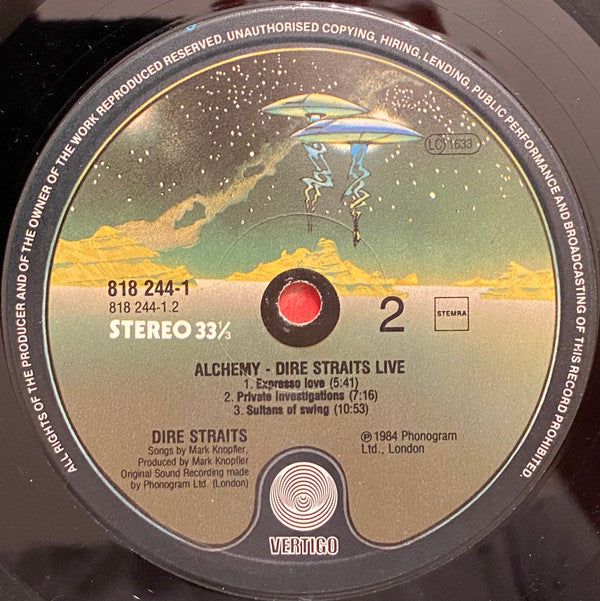 ALL RIGHTS OF THE PRODUCER AND OF THE OWNER OF THE WORK REPRODUCED RESERVED. UNAUTHORISED COPYING, HIRING, LENDING, PUBLIC PERFORMANCE AND BROADCASTING OF THIS RECORD PROHIBITED
LC 1633
818 244-1
818 244-1.2
STEREO 33⅓
2
STEMRA
ALCHEMY - DIRE STRAITS LIVE
1. Expresso love (5:41)
2. Private investigations (7:16)
3. Sultans of swing (10:53)
DIRE STRAITS
Songs by Mark Knopfler,
Produced by Mark Knopfler
Original Sound Recording made
by Phonogram Ltd. (London)
℗ 1984 Phonogram
Ltd., London
VERTIGO